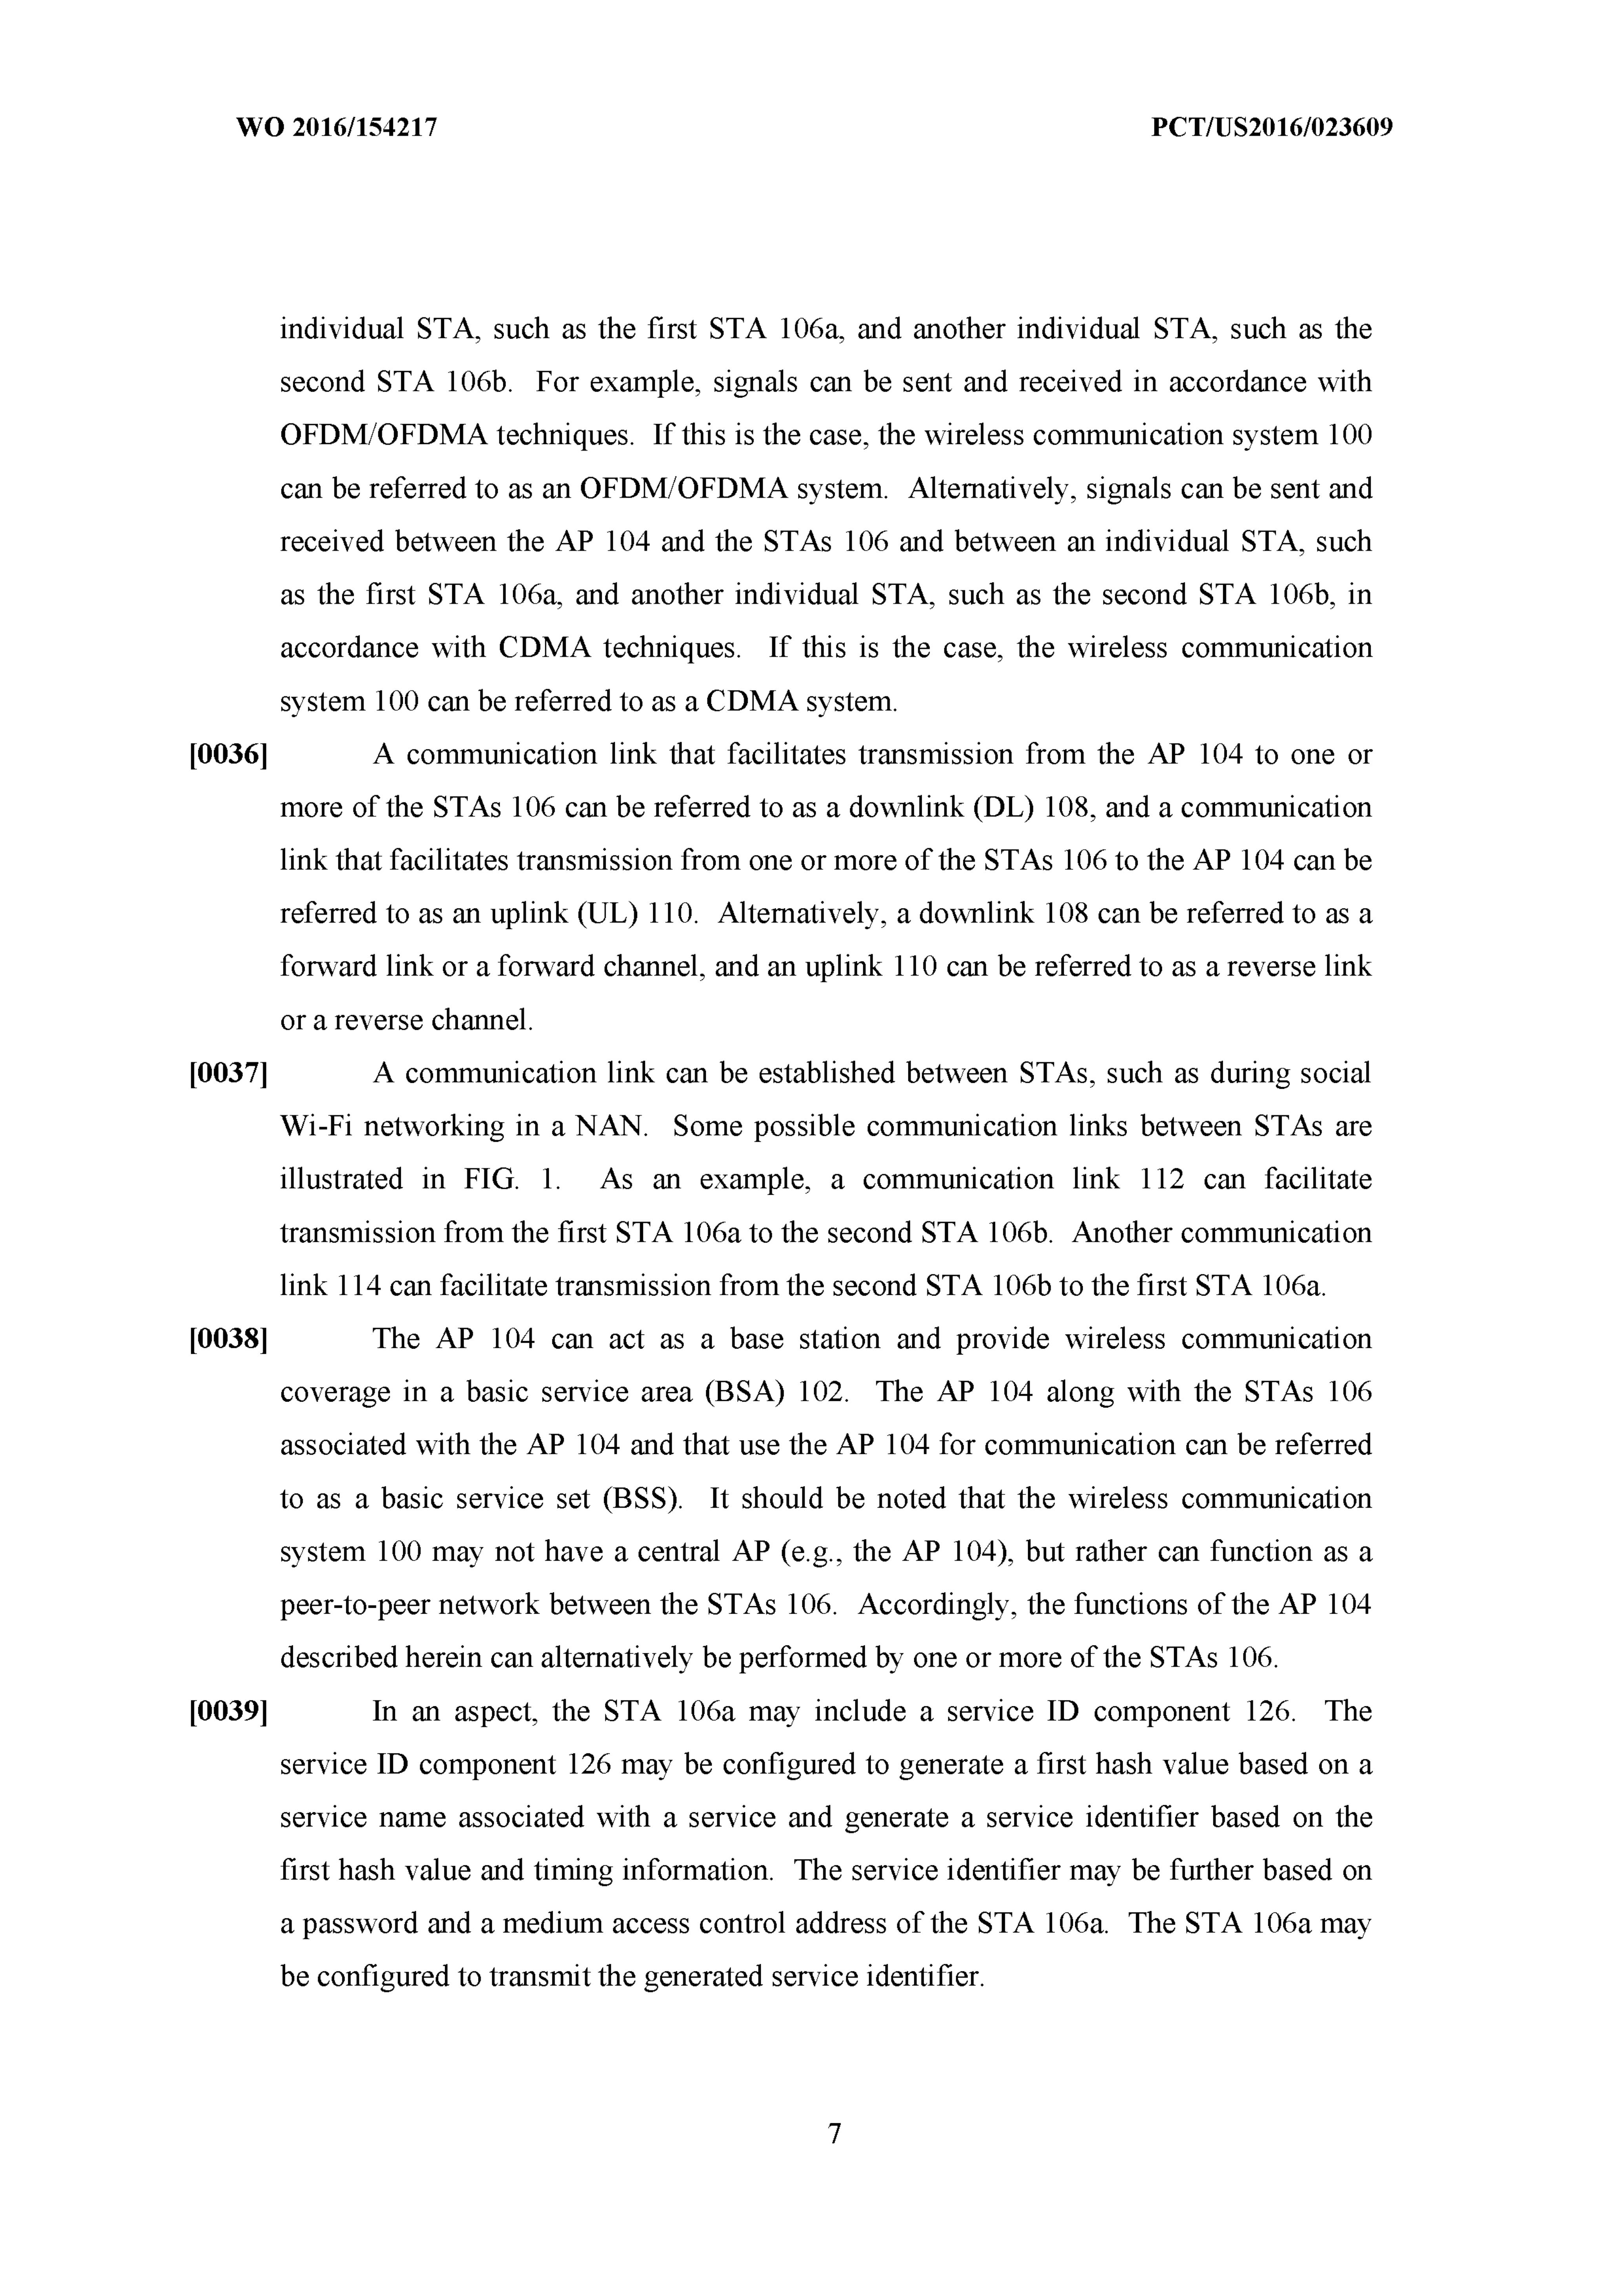 WO 2016/154217 PCT/US2016/023609
individual STA, such as the first STA 106a, and another individual STA, such as the
second STA 106b. For example, signals can be sent and received in accordance with
OFDM/OFDMA techniques. If this is the case, the wireless communication system 100
can be referred to as an OFDM/OFDMA system. Alternatively, signals can be sent and
received between the AP 104 and the STAs 106 and between an individual STA, such
as the first STA 106a, and another individual STA, such as the second STA 106b, in
accordance with CDMA techniques. If this is the case, the wireless communication
system 100 can be referred to as a CDMA system.
[0036] A communication link that facilitates transmission from the AP 104 to one or
more of the STAs 106 can be referred to as a downlink (DL) 108, and a communication
link that facilitates transmission from one or more of the STAs 106 to the AP 104 can be
referred to as an uplink (UL) 110. Alternatively, a downlink 108 can be referred to as a
forward link or a forward channel, and an uplink 110 can be referred to as a reverse link
or a reverse channel.
[0037] A communication link can be established between STAs, such as during social
Wi-Fi networking in a NAN. Some possible communication links between STAs are
illustrated in FIG. 1. As an example, a communication link 112 can facilitate
transmission from the first STA 106a to the second STA 106b. Another communication
link 114 can facilitate transmission from the second STA 106b to the first STA 106a.
[0038] The AP 104 can act as a base station and provide wireless communication
coverage in a basic service area (BSA) 102. The AP 104 along with the STAs 106
associated with the AP 104 and that use the AP 104 for communication can be referred
to as a basic service set (BSS). It should be noted that the wireless communication
system 100 may not have a central AP (e.g., the AP 104), but rather can function as a
peer-to-peer network between the STAs 106. Accordingly, the functions of the AP 104
described herein can alternatively be performed by one or more of the STAs 106.
[0039] In an aspect, the STA 106a may include a service ID component 126. The
service ID component 126 may be configured to generate a first hash value based on a
service name associated with a service and generate a service identifier based on the
first hash value and timing information. The service identifier may be further based on
a password and a medium access control address of the STA 106a. The STA 106a may
be configured to transmit the generated service identifier.
7